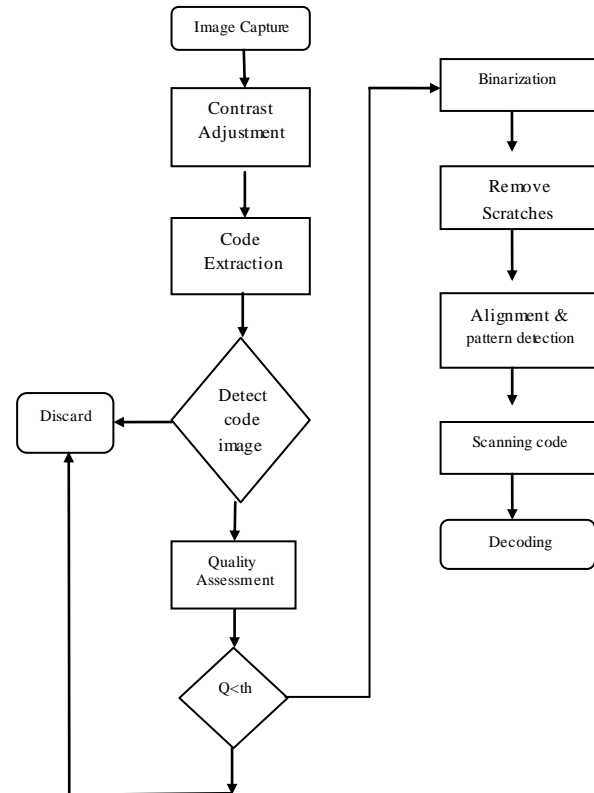 Image Capture
Contrast
Adjustment
Code
Extraction
Detect
code
image
Discard
Quality
Assessment
Q<th
Binarization
Remove
Scratches
Alignment &
pattern detection
Scanning code
Decoding